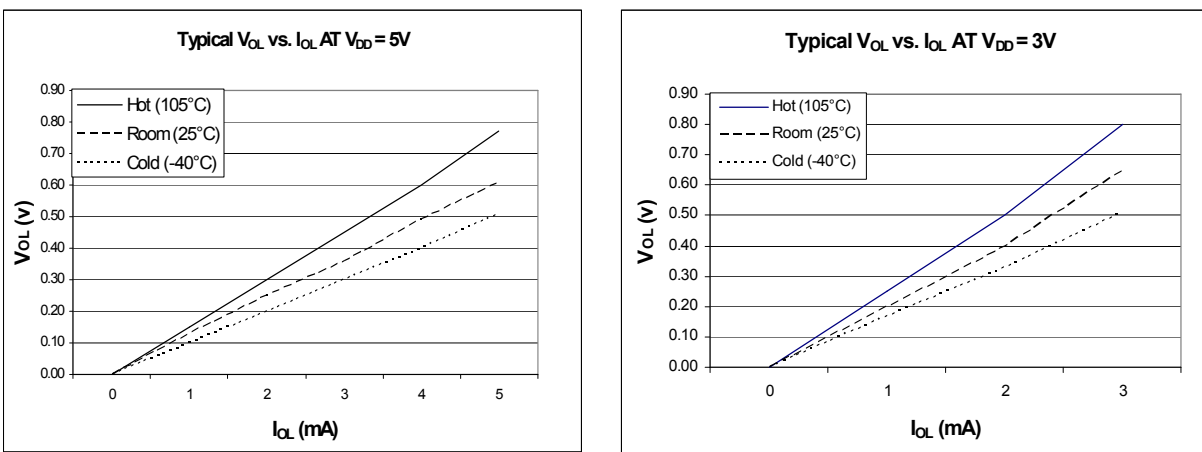 Typical VOL vs. IOL AT VDD = 5V
0.90
0.80
0.70
0.60
0.50
0.40
0.30
0.20
0.10
0.00
VOL (v)
Hot (105°C)
Room (25°C)
Cold (-40°C)
0 1 2 3 4 5
IOL (mA)
Typical VOL vs. IOL AT VDD = 3V
0.90
0.80
0.70
0.60
0.50
0.40
0.30
0.20
0.10
0.00
VOL (v)
Hot (105°C)
Room (25°C)
Cold (-40°C)
0 1 2 3
IOL (mA)